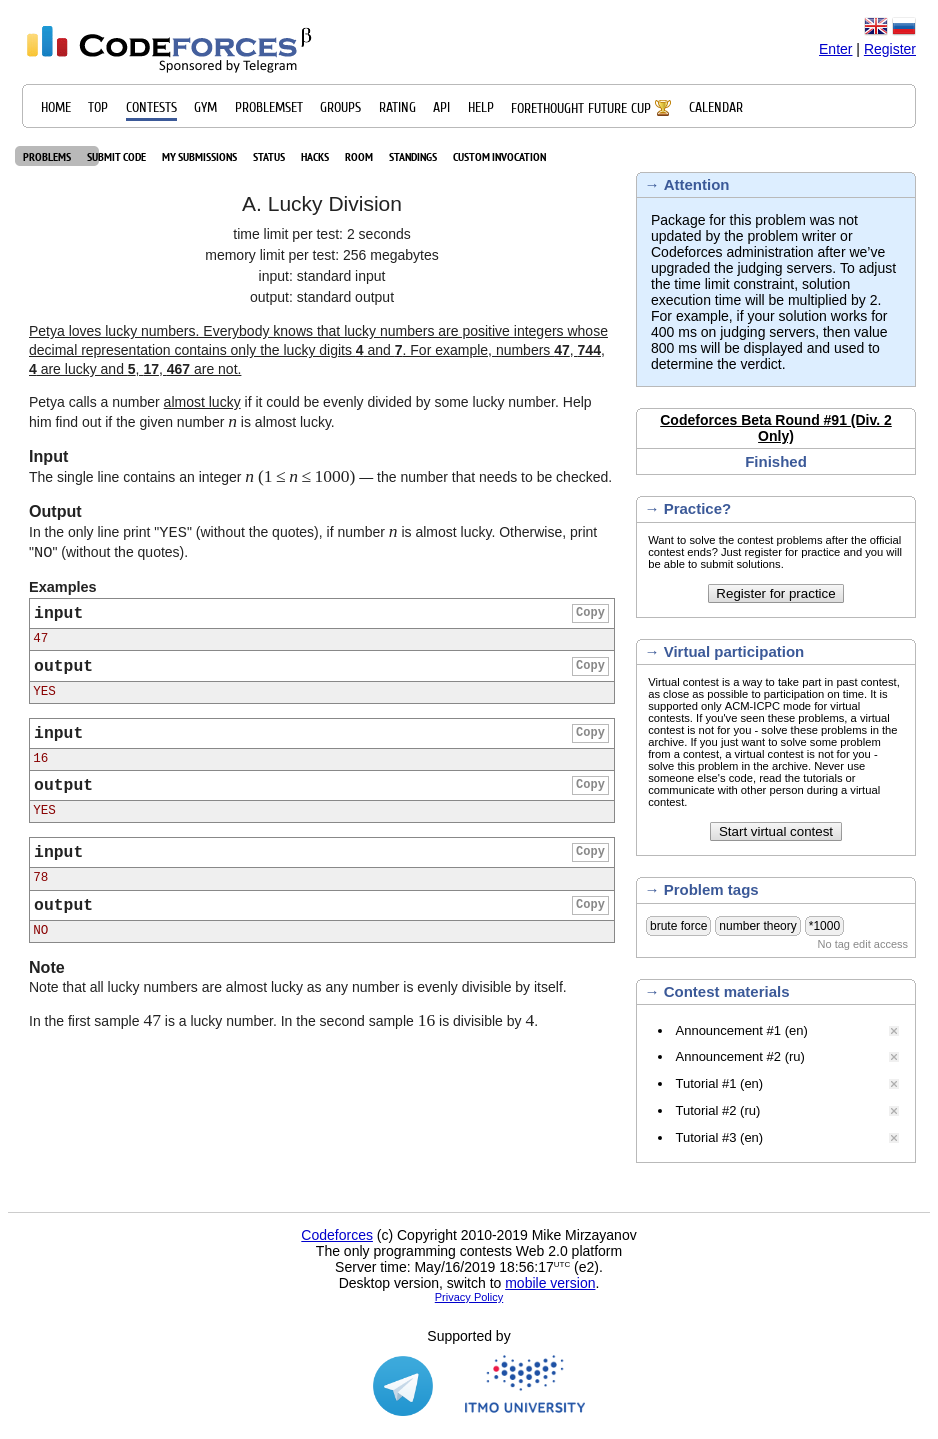 CODEFORCES β
Sponsored by Telegram
Enter | Register
HOME TOP CONTESTS GYM PROBLEMSET GROUPS RATING API HELP FORETHOUGHT FUTURE CUP CALENDAR
PROBLEMS SUBMIT CODE MY SUBMISSIONS STATUS HACKS ROOM STANDINGS CUSTOM INVOCATION
A. Lucky Division
time limit per test: 2 seconds
memory limit per test: 256 megabytes
input: standard input
output: standard output
Petya loves lucky numbers. Everybody knows that lucky numbers are positive integers whose
decimal representation contains only the lucky digits 4 and 7. For example, numbers 47, 744,
4 are lucky and 5, 17, 467 are not.
Petya calls a number almost lucky if it could be evenly divided by some lucky number. Help
him find out if the given number n is almost lucky.
Input
The single line contains an integer n (1 ≤ n ≤ 1000) — the number that needs to be checked.
Output
In the only line print "YES" (without the quotes), if number n is almost lucky. Otherwise, print
"NO" (without the quotes).
Examples
input Copy
47
output Copy
YES
input Copy
16
output Copy
YES
input Copy
78
output Copy
NO
Note
Note that all lucky numbers are almost lucky as any number is evenly divisible by itself.
In the first sample 47 is a lucky number. In the second sample 16 is divisible by 4.
→ Attention
Package for this problem was not
updated by the problem writer or
Codeforces administration after we’ve
upgraded the judging servers. To adjust
the time limit constraint, solution
execution time will be multiplied by 2.
For example, if your solution works for
400 ms on judging servers, then value
800 ms will be displayed and used to
determine the verdict.
Codeforces Beta Round #91 (Div. 2
Only)
Finished
→ Practice?
Want to solve the contest problems after the official
contest ends? Just register for practice and you will
be able to submit solutions.
Register for practice
→ Virtual participation
Virtual contest is a way to take part in past contest,
as close as possible to participation on time. It is
supported only ACM-ICPC mode for virtual
contests. If you've seen these problems, a virtual
contest is not for you - solve these problems in the
archive. If you just want to solve some problem
from a contest, a virtual contest is not for you -
solve this problem in the archive. Never use
someone else's code, read the tutorials or
communicate with other person during a virtual
contest.
Start virtual contest
→ Problem tags
brute force number theory *1000
No tag edit access
→ Contest materials
Announcement #1 (en)
Announcement #2 (ru)
Tutorial #1 (en)
Tutorial #2 (ru)
Tutorial #3 (en)
Codeforces (c) Copyright 2010-2019 Mike Mirzayanov
The only programming contests Web 2.0 platform
Server time: May/16/2019 18:56:17UTC (e2).
Desktop version, switch to mobile version.
Privacy Policy
Supported by
ITMO UNIVERSITY